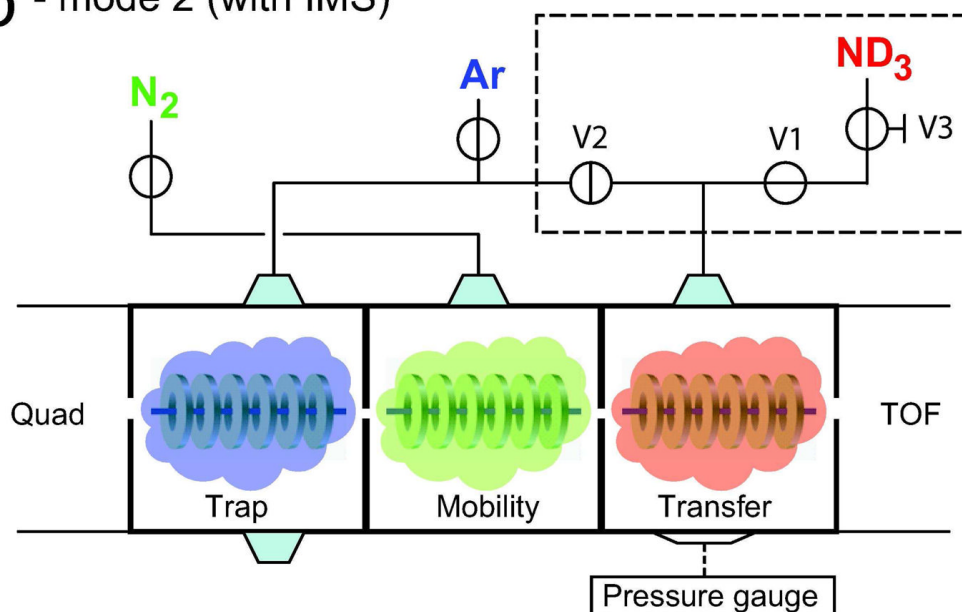 - mode 2 (with IMS)
N2
Ar
ND3
V2
V1
V3
Quad
TOF
Trap
Mobility
Transfer
Pressure gauge